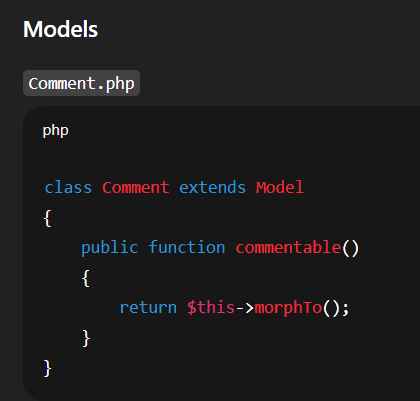 Models
Comment.php
php
class Comment extends Model
{
    public function commentable()
    {
        return $this->morphTo();
    }
}